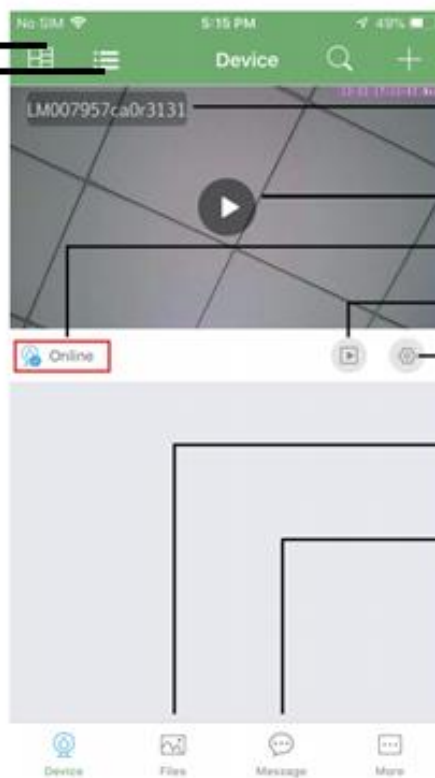 No SIM 5:15 PM 49%
Device
LM007957ca0r3131
Online
Device Files Message More